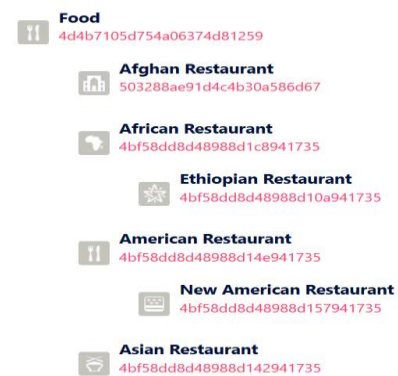 Food
4d4b7105d754a06374d81259
Afghan Restaurant
503288ae91d4c4b30a586d67
African Restaurant
4bf58dd8d48988d1c8941735
Ethiopian Restaurant
4bf58dd8d48988d10a941735
American Restaurant
4bf58dd8d48988d14e941735
New American Restaurant
4bf58dd8d48988d157941735
Asian Restaurant
4bf58dd8d48988d142941735